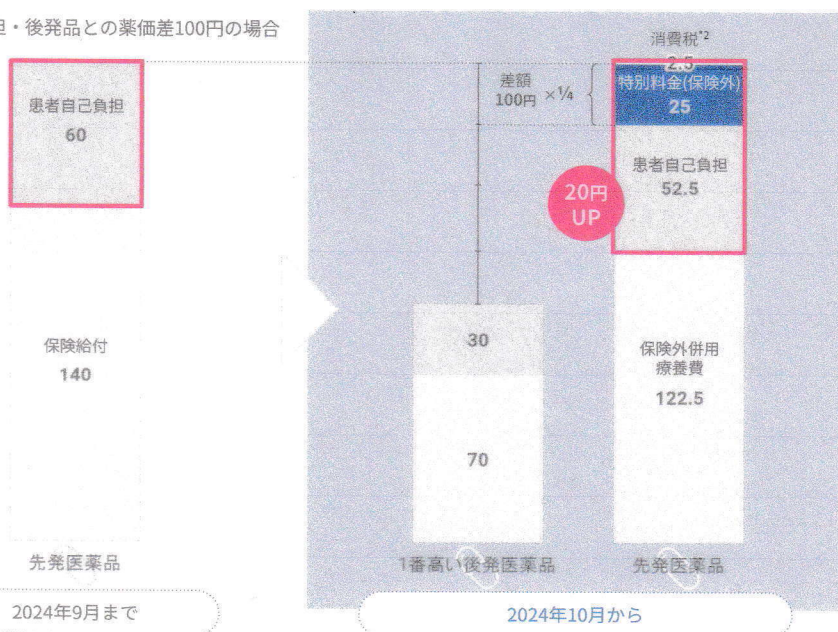 ・後発品との薬価差100円の場合
患者自己負担
60
保険給付
140
先発医薬品
2024年9月まで
消費税*2
2.5
差額
100円 ×1/4
特別料金(保険外)
25
患者自己負担
52.5
20円
UP
30
70
保険外併用
療養費
122.5
1番高い後発医薬品
先発医薬品
2024年10月から